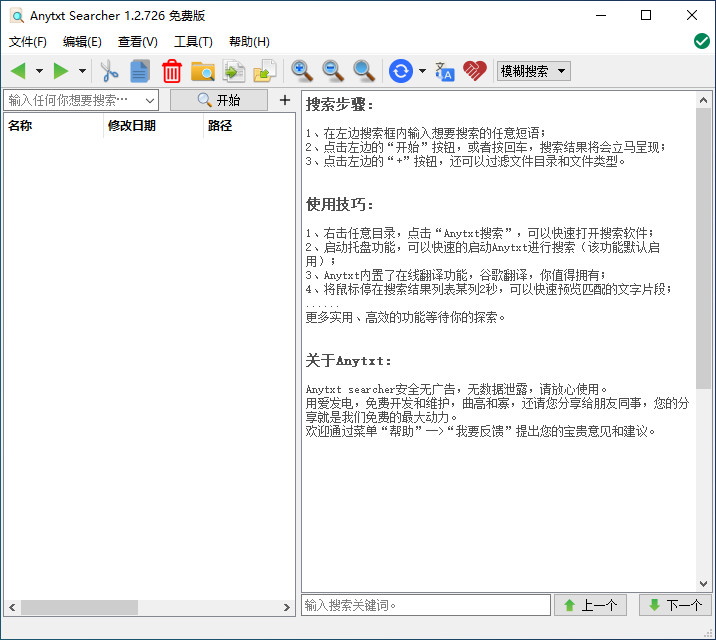 Anytxt Searcher 1.2.726 免费版
文件(F) 编辑(E) 查看(V) 工具(T) 帮助(H)
模糊搜索
输入任何你想要搜索… 开始 +
名称 修改日期 路径
搜索步骤：
1、在左边搜索框内输入想要搜索的任意短语；
2、点击左边的“开始”按钮，或者按回车，搜索结果将会立马呈现；
3、点击左边的“+”按钮，还可以过滤文件目录和文件类型。
使用技巧：
1、右击任意目录，点击“Anytxt搜索”，可以快速打开搜索软件；
2、启动托盘功能，可以快速的启动Anytxt进行搜索（该功能默认启
用）；
3、Anytxt内置了在线翻译功能，谷歌翻译，你值得拥有；
4、将鼠标停在搜索结果列表某列2秒，可以快速预览匹配的文字片段；
......
更多实用、高效的功能等待你的探索。
关于Anytxt：
Anytxt searcher安全无广告，无数据泄露，请放心使用。
用爱发电，免费开发和维护，曲高和寡，还请您分享给朋友同事，您的分
享就是我们免费的最大动力。
欢迎通过菜单“帮助”—>“我要反馈”提出您的宝贵意见和建议。
输入搜索关键词。 上一个 下一个